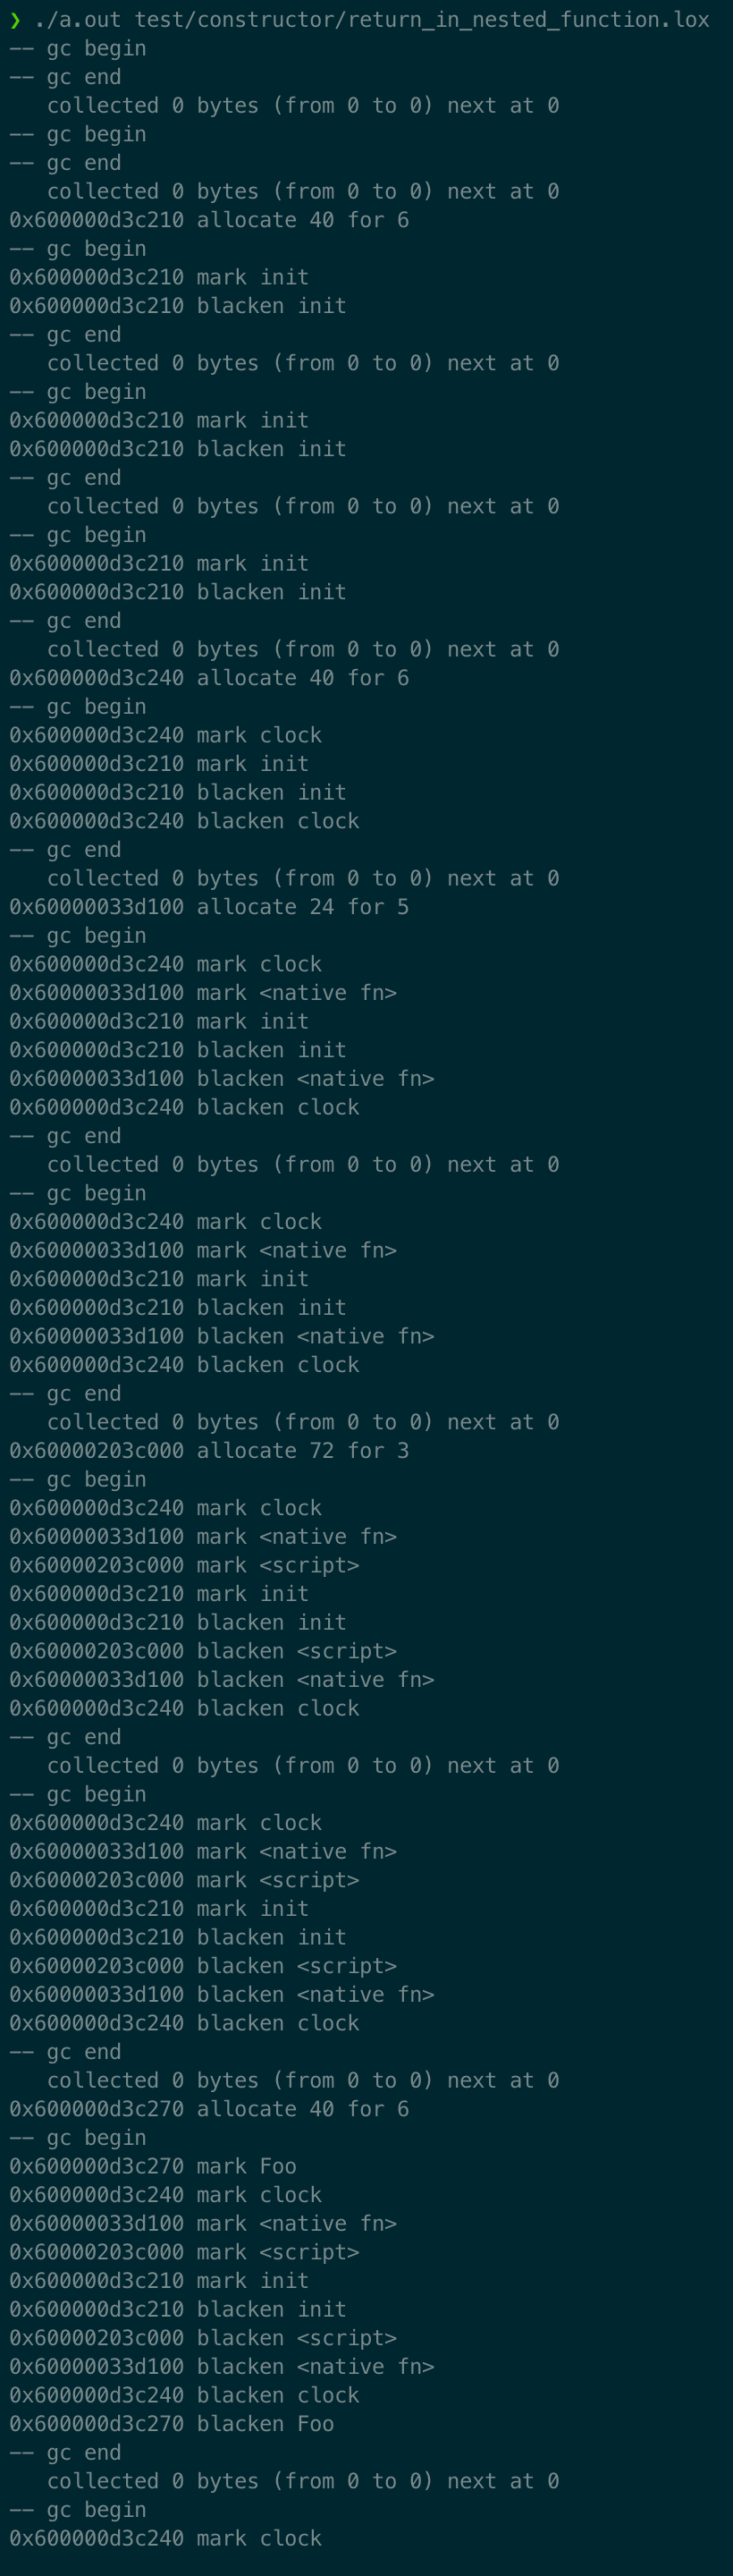 ❯ ./a.out test/constructor/return_in_nested_function.lox
-- gc begin
-- gc end
   collected 0 bytes (from 0 to 0) next at 0
-- gc begin
-- gc end
   collected 0 bytes (from 0 to 0) next at 0
0x600000d3c210 allocate 40 for 6
-- gc begin
0x600000d3c210 mark init
0x600000d3c210 blacken init
-- gc end
   collected 0 bytes (from 0 to 0) next at 0
-- gc begin
0x600000d3c210 mark init
0x600000d3c210 blacken init
-- gc end
   collected 0 bytes (from 0 to 0) next at 0
-- gc begin
0x600000d3c210 mark init
0x600000d3c210 blacken init
-- gc end
   collected 0 bytes (from 0 to 0) next at 0
0x600000d3c240 allocate 40 for 6
-- gc begin
0x600000d3c240 mark clock
0x600000d3c210 mark init
0x600000d3c210 blacken init
0x600000d3c240 blacken clock
-- gc end
   collected 0 bytes (from 0 to 0) next at 0
0x60000033d100 allocate 24 for 5
-- gc begin
0x600000d3c240 mark clock
0x60000033d100 mark <native fn>
0x600000d3c210 mark init
0x600000d3c210 blacken init
0x60000033d100 blacken <native fn>
0x600000d3c240 blacken clock
-- gc end
   collected 0 bytes (from 0 to 0) next at 0
-- gc begin
0x600000d3c240 mark clock
0x60000033d100 mark <native fn>
0x600000d3c210 mark init
0x600000d3c210 blacken init
0x60000033d100 blacken <native fn>
0x600000d3c240 blacken clock
-- gc end
   collected 0 bytes (from 0 to 0) next at 0
0x60000203c000 allocate 72 for 3
-- gc begin
0x600000d3c240 mark clock
0x60000033d100 mark <native fn>
0x60000203c000 mark <script>
0x600000d3c210 mark init
0x600000d3c210 blacken init
0x60000203c000 blacken <script>
0x60000033d100 blacken <native fn>
0x600000d3c240 blacken clock
-- gc end
   collected 0 bytes (from 0 to 0) next at 0
-- gc begin
0x600000d3c240 mark clock
0x60000033d100 mark <native fn>
0x60000203c000 mark <script>
0x600000d3c210 mark init
0x600000d3c210 blacken init
0x60000203c000 blacken <script>
0x60000033d100 blacken <native fn>
0x600000d3c240 blacken clock
-- gc end
   collected 0 bytes (from 0 to 0) next at 0
0x600000d3c270 allocate 40 for 6
-- gc begin
0x600000d3c270 mark Foo
0x600000d3c240 mark clock
0x60000033d100 mark <native fn>
0x60000203c000 mark <script>
0x600000d3c210 mark init
0x600000d3c210 blacken init
0x60000203c000 blacken <script>
0x60000033d100 blacken <native fn>
0x600000d3c240 blacken clock
0x600000d3c270 blacken Foo
-- gc end
   collected 0 bytes (from 0 to 0) next at 0
-- gc begin
0x600000d3c240 mark clock